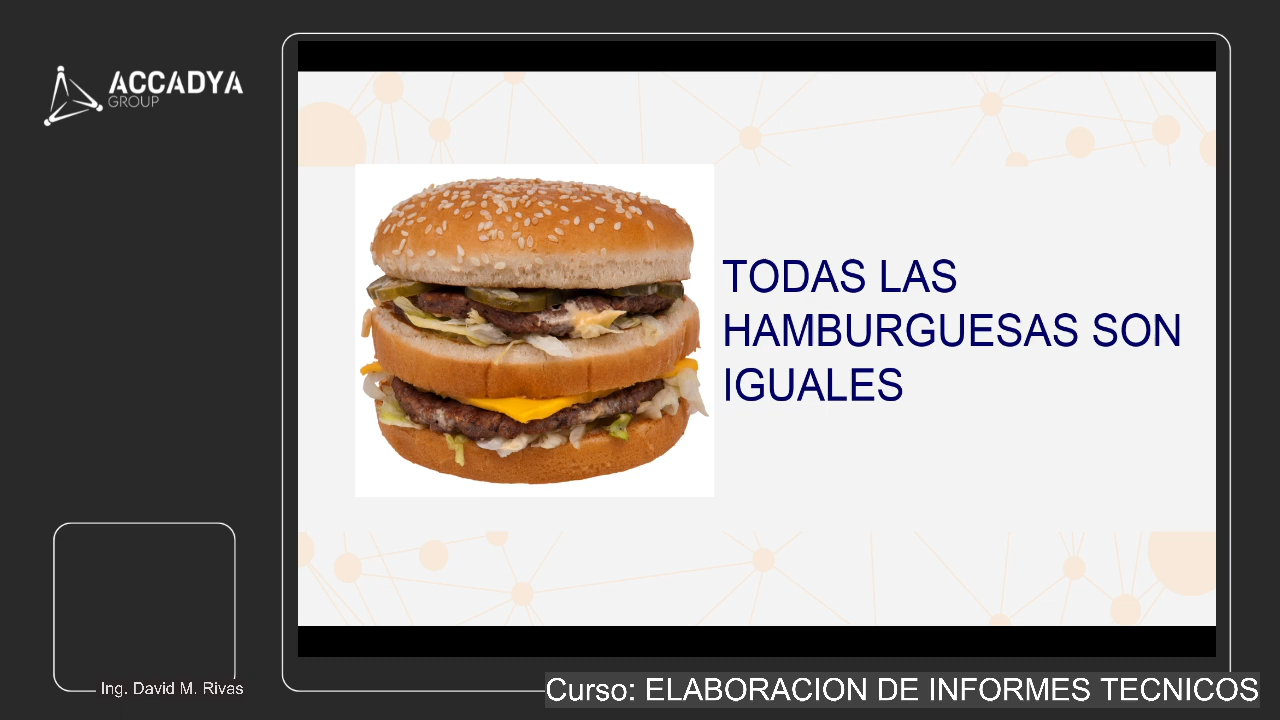 ACCADYA
GROUP
TODAS LAS
HAMBURGUESAS SON
IGUALES
Ing. David M. Rivas
Curso: ELABORACION DE INFORMES TECNICOS